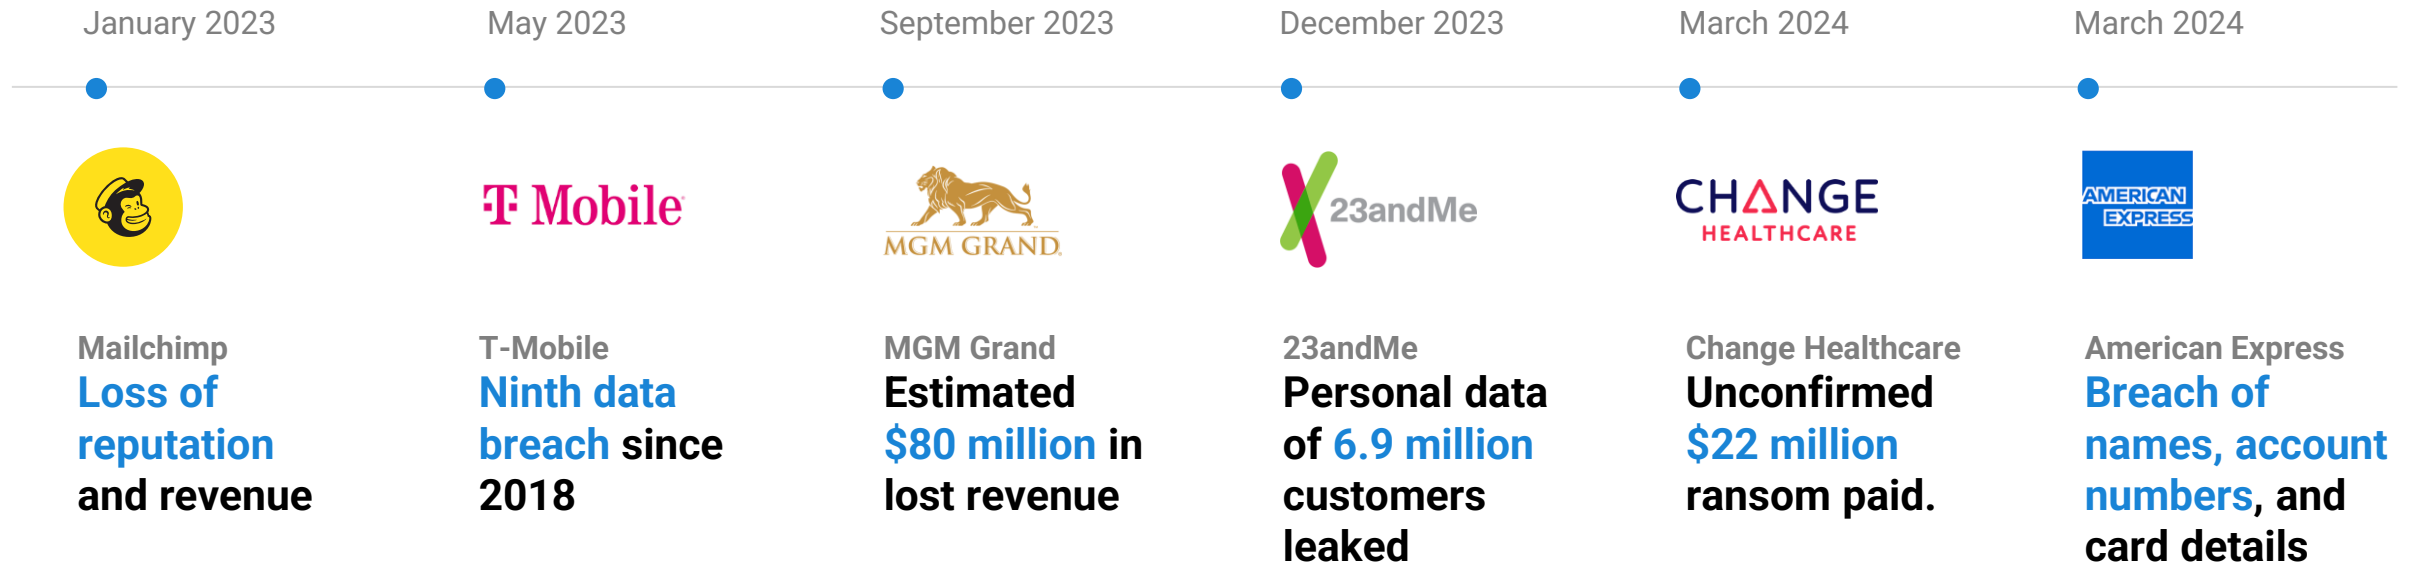 January 2023
May 2023
September 2023
December 2023
March 2024
March 2024
T Mobile
MGM GRAND
23andMe
CHANGE
HEALTHCARE
AMERICAN
EXPRESS
Mailchimp
Loss of
reputation
and revenue
T-Mobile
Ninth data
breach since
2018
MGM Grand
Estimated
$80 million in
lost revenue
23andMe
Personal data
of 6.9 million
customers
leaked
Change Healthcare
Unconfirmed
$22 million
ransom paid.
American Express
Breach of
names, account
numbers, and
card details